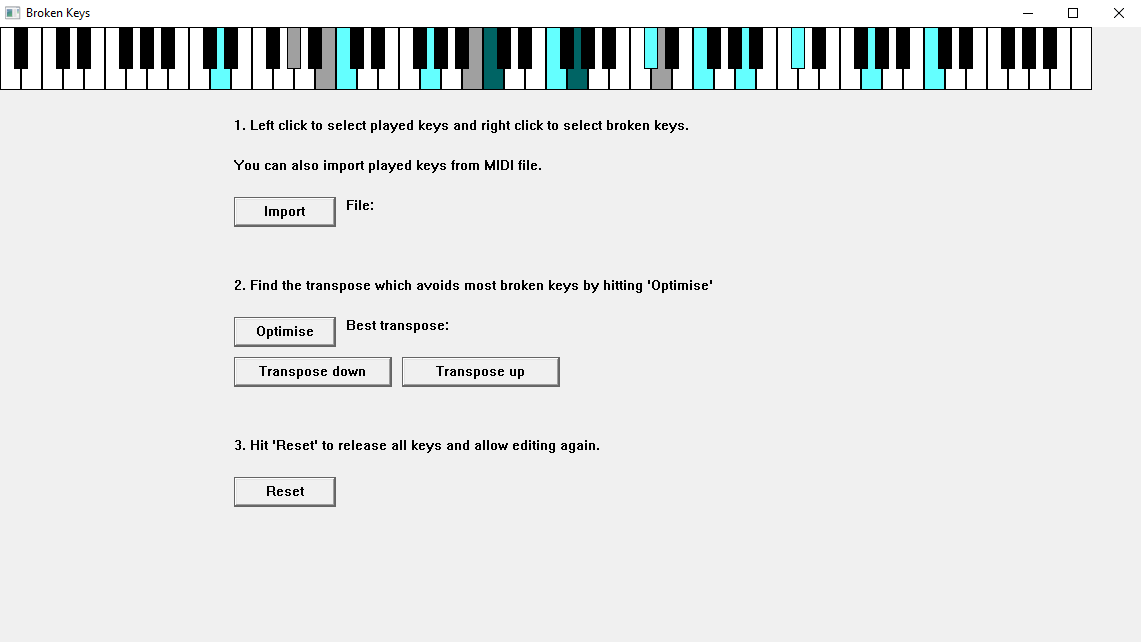 Broken Keys
1. Left click to select played keys and right click to select broken keys.
You can also import played keys from MIDI file.
Import File:
2. Find the transpose which avoids most broken keys by hitting 'Optimise'
Optimise Best transpose:
Transpose down Transpose up
3. Hit 'Reset' to release all keys and allow editing again.
Reset